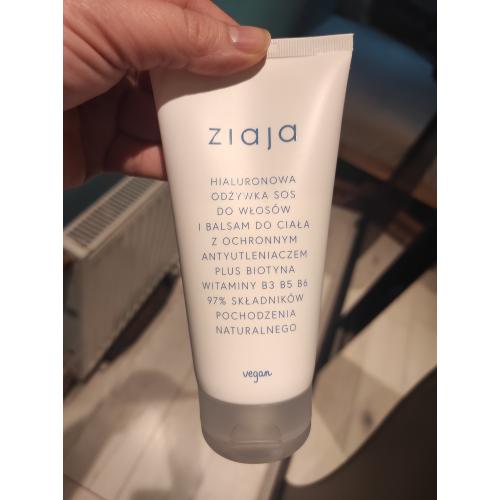 ziaja
HIALURONOWA
ODŻYWKA SOS
DO WŁOSÓW
I BALSAM DO CIAŁA
Z OCHRONNYM
ANTYUTLENIACZEM
PLUS BIOTYNA
WITAMINY B3 B5 B6
97% SKŁADNIKÓW
POCHODZENIA
NATURALNEGO
vegan